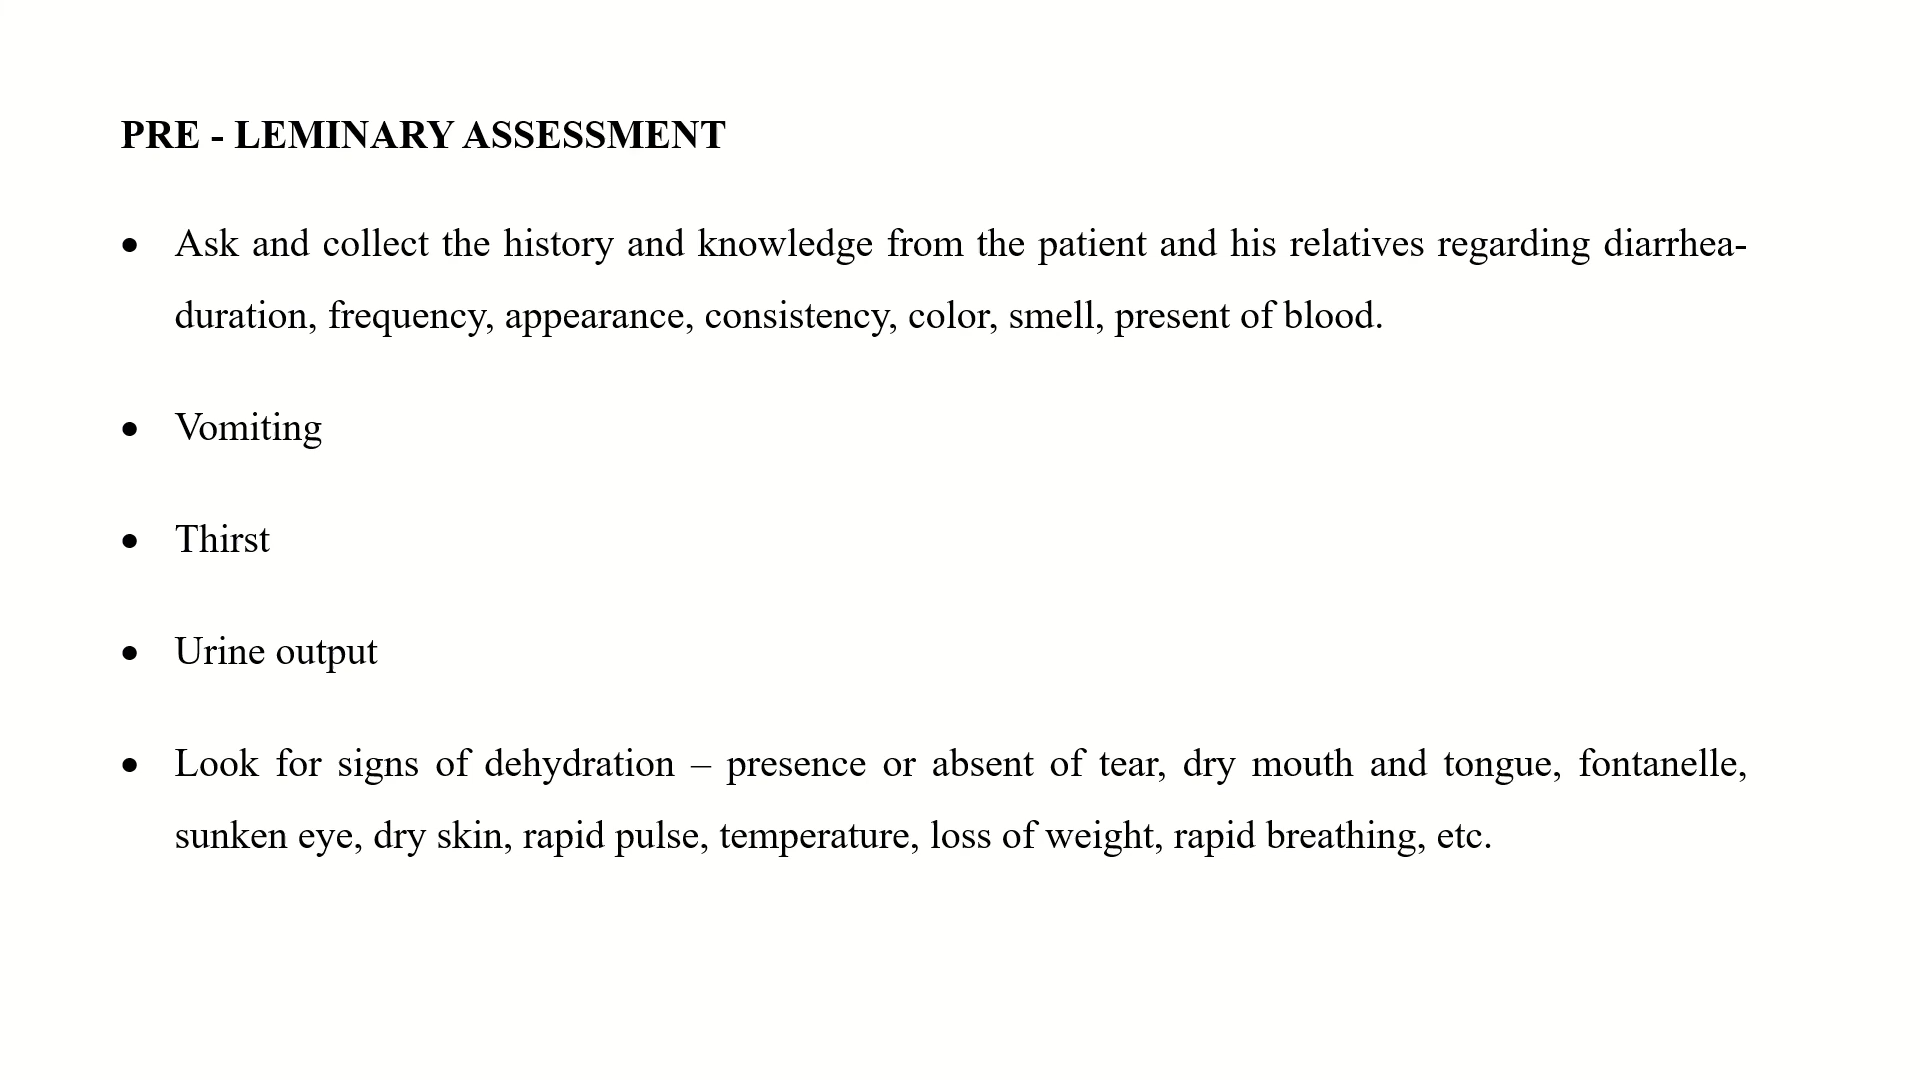 PRE - LEMINARY ASSESSMENT
• Ask and collect the history and knowledge from the patient and his relatives regarding diarrhea-
duration, frequency, appearance, consistency, color, smell, present of blood.
• Vomiting
• Thirst
• Urine output
• Look for signs of dehydration – presence or absent of tear, dry mouth and tongue, fontanelle,
sunken eye, dry skin, rapid pulse, temperature, loss of weight, rapid breathing, etc.